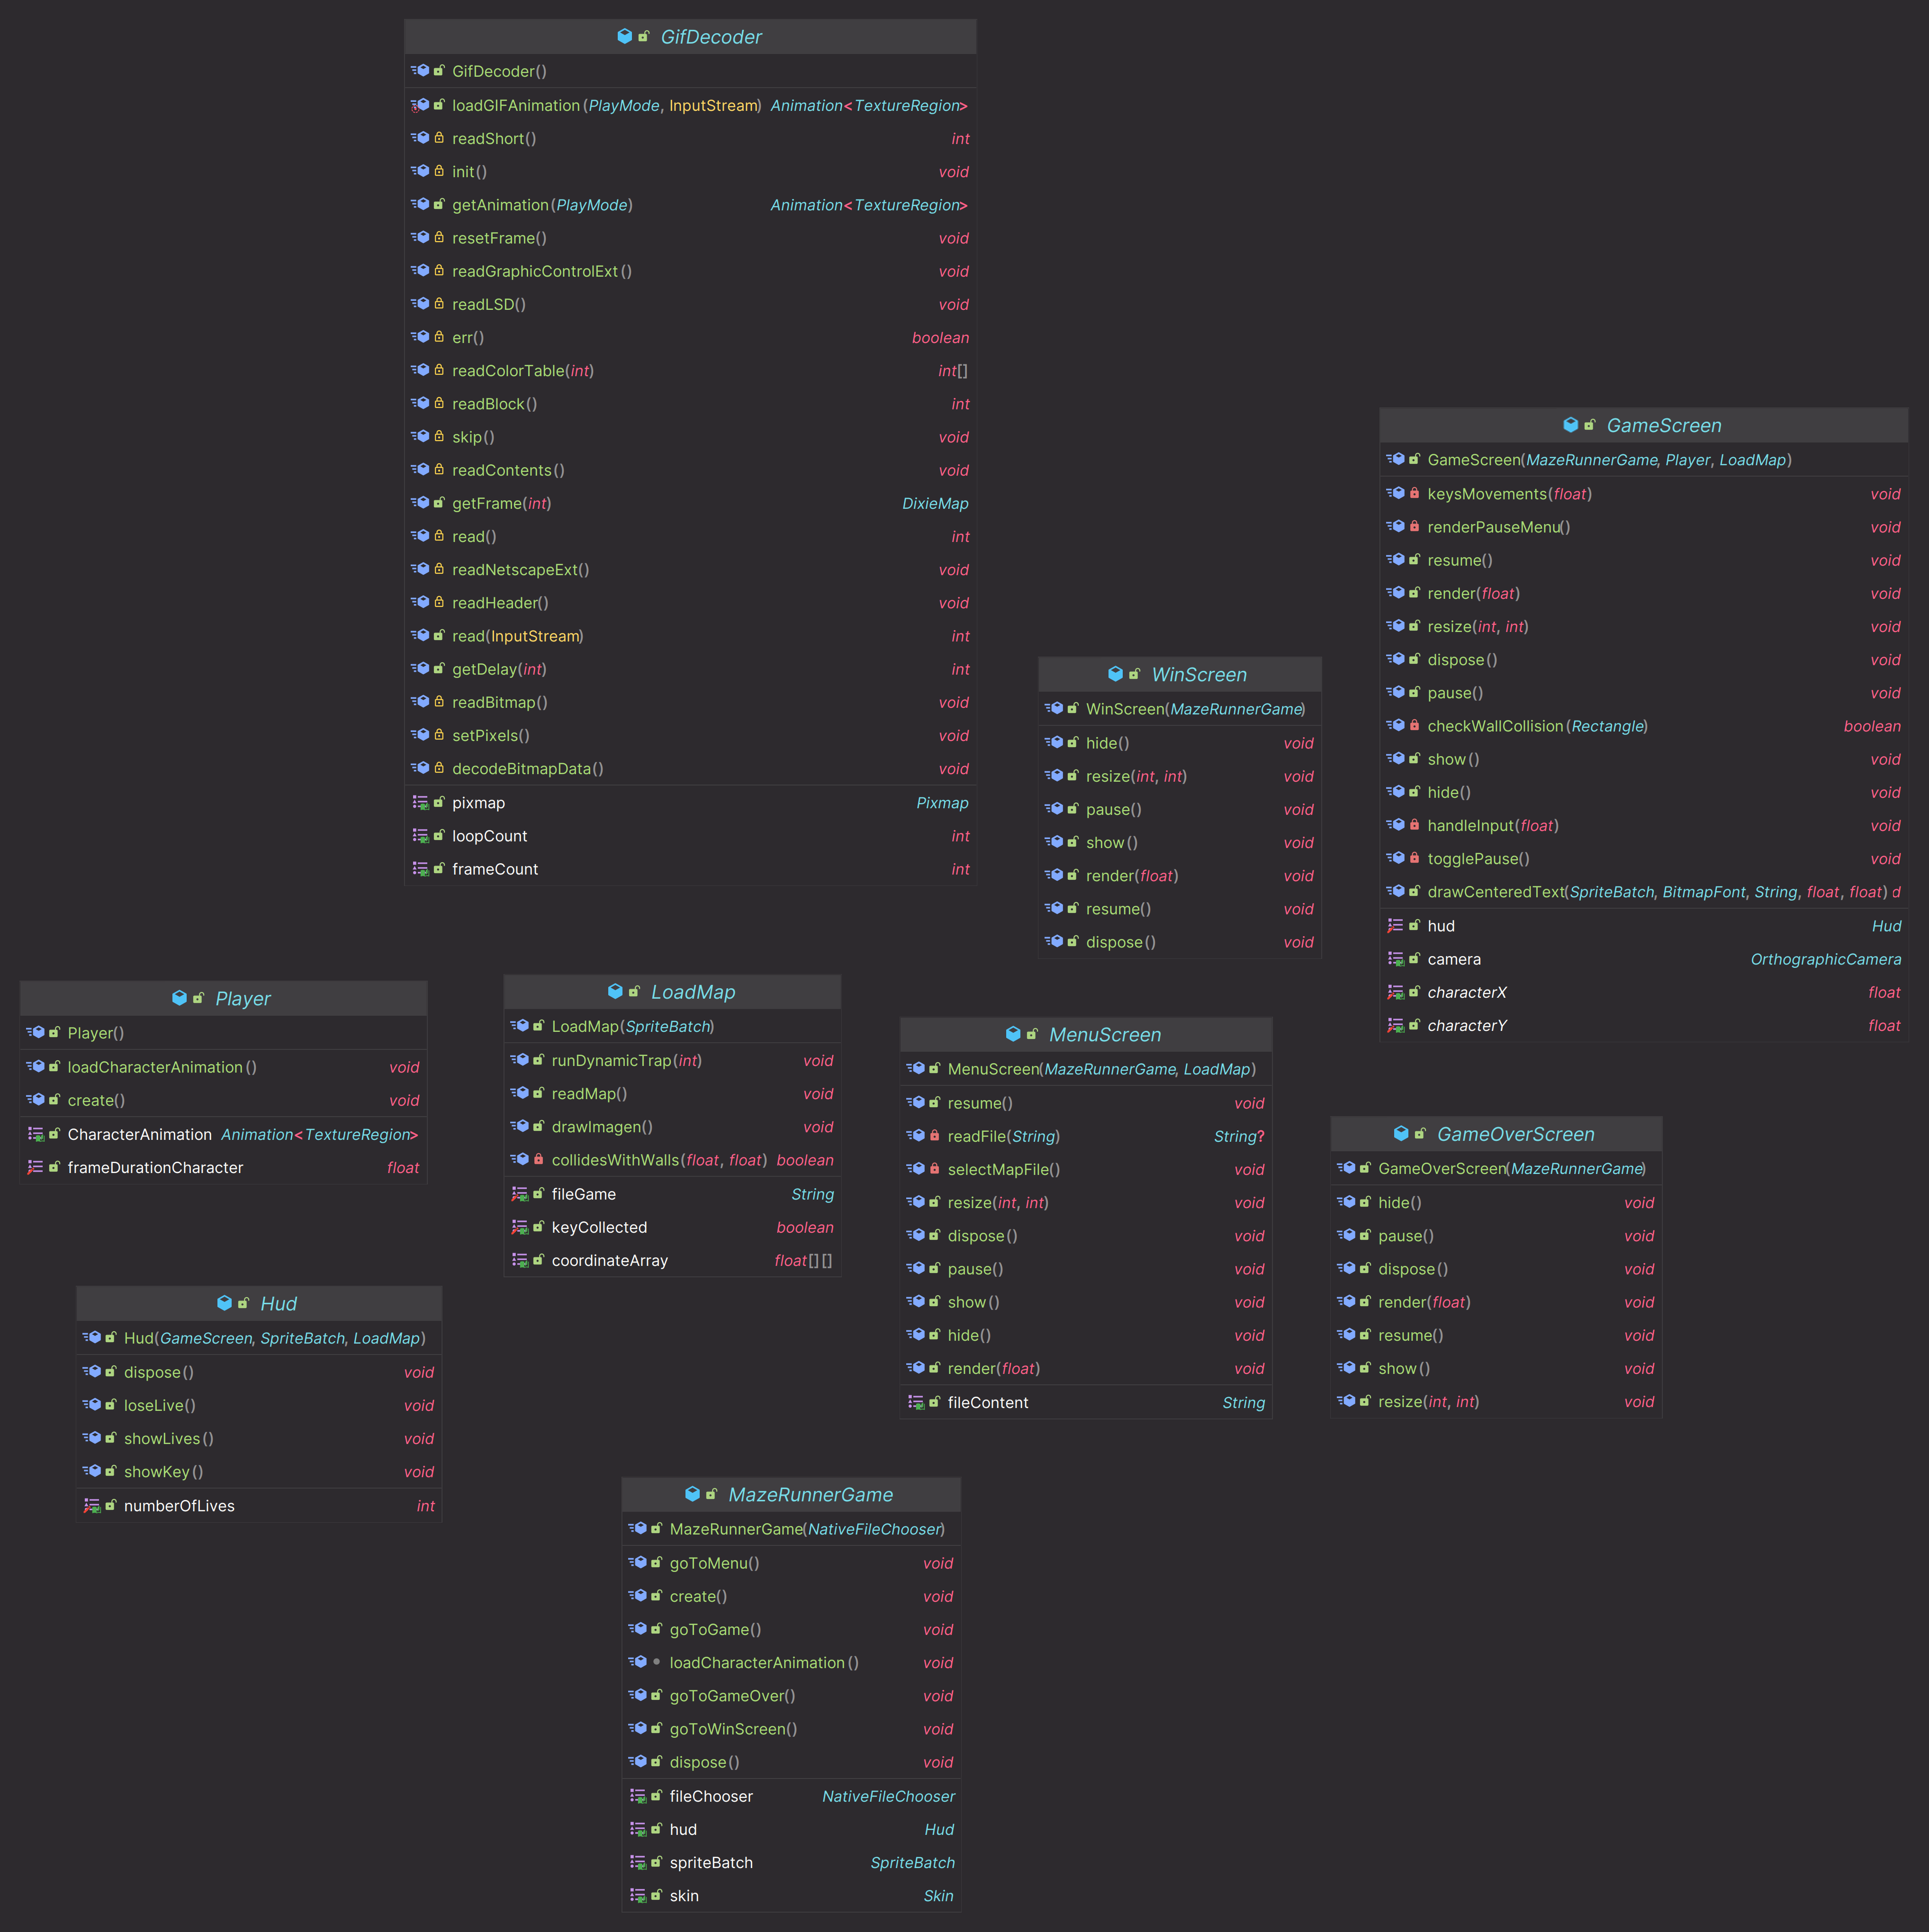 GifDecoder
GifDecoder()
loadGIFAnimation(PlayMode, InputStream) Animation<TextureRegion>
readShort() int
init() void
getAnimation(PlayMode) Animation<TextureRegion>
resetFrame() void
readGraphicControlExt() void
readLSD() void
err() boolean
readColorTable(int) int[]
readBlock() int
skip() void
readContents() void
getFrame(int) DixieMap
read() int
readNetscapeExt() void
readHeader() void
read(InputStream) int
getDelay(int) int
readBitmap() void
setPixels() void
decodeBitmapData() void
pixmap Pixmap
loopCount int
frameCount int
GameScreen
GameScreen(MazeRunnerGame, Player, LoadMap)
keysMovements(float) void
renderPauseMenu() void
resume() void
render(float) void
resize(int, int) void
dispose() void
pause() void
checkWallCollision(Rectangle) boolean
show() void
hide() void
handleInput(float) void
togglePause() void
drawCenteredText(SpriteBatch, BitmapFont, String, float, float) d
hud Hud
camera OrthographicCamera
characterX float
characterY float
WinScreen
WinScreen(MazeRunnerGame)
hide() void
resize(int, int) void
pause() void
show() void
render(float) void
resume() void
dispose() void
Player
Player()
loadCharacterAnimation() void
create() void
CharacterAnimation Animation<TextureRegion>
frameDurationCharacter float
LoadMap
LoadMap(SpriteBatch)
runDynamicTrap(int) void
readMap() void
drawImagen() void
collidesWithWalls(float, float) boolean
fileGame String
keyCollected boolean
coordinateArray float[][]
MenuScreen
MenuScreen(MazeRunnerGame, LoadMap)
resume() void
readFile(String) String?
selectMapFile() void
resize(int, int) void
dispose() void
pause() void
show() void
hide() void
render(float) void
fileContent String
GameOverScreen
GameOverScreen(MazeRunnerGame)
hide() void
pause() void
dispose() void
render(float) void
resume() void
show() void
resize(int, int) void
Hud
Hud(GameScreen, SpriteBatch, LoadMap)
dispose() void
loseLive() void
showLives() void
showKey() void
numberOfLives int
MazeRunnerGame
MazeRunnerGame(NativeFileChooser)
goToMenu() void
create() void
goToGame() void
loadCharacterAnimation() void
goToGameOver() void
goToWinScreen() void
dispose() void
fileChooser NativeFileChooser
hud Hud
spriteBatch SpriteBatch
skin Skin